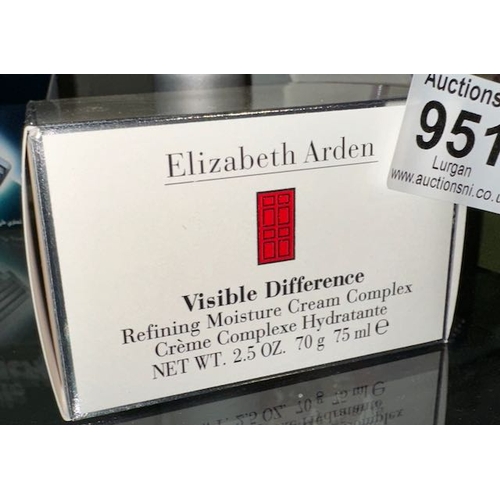 Elizabeth Arden
Visible Difference
Refining Moisture Cream Complex
Crème Complexe Hydratante
NET WT. 2.5 OZ. 70 g 75 ml ℮
Auctions
951
Lurgan
www.auctionsni.co.u